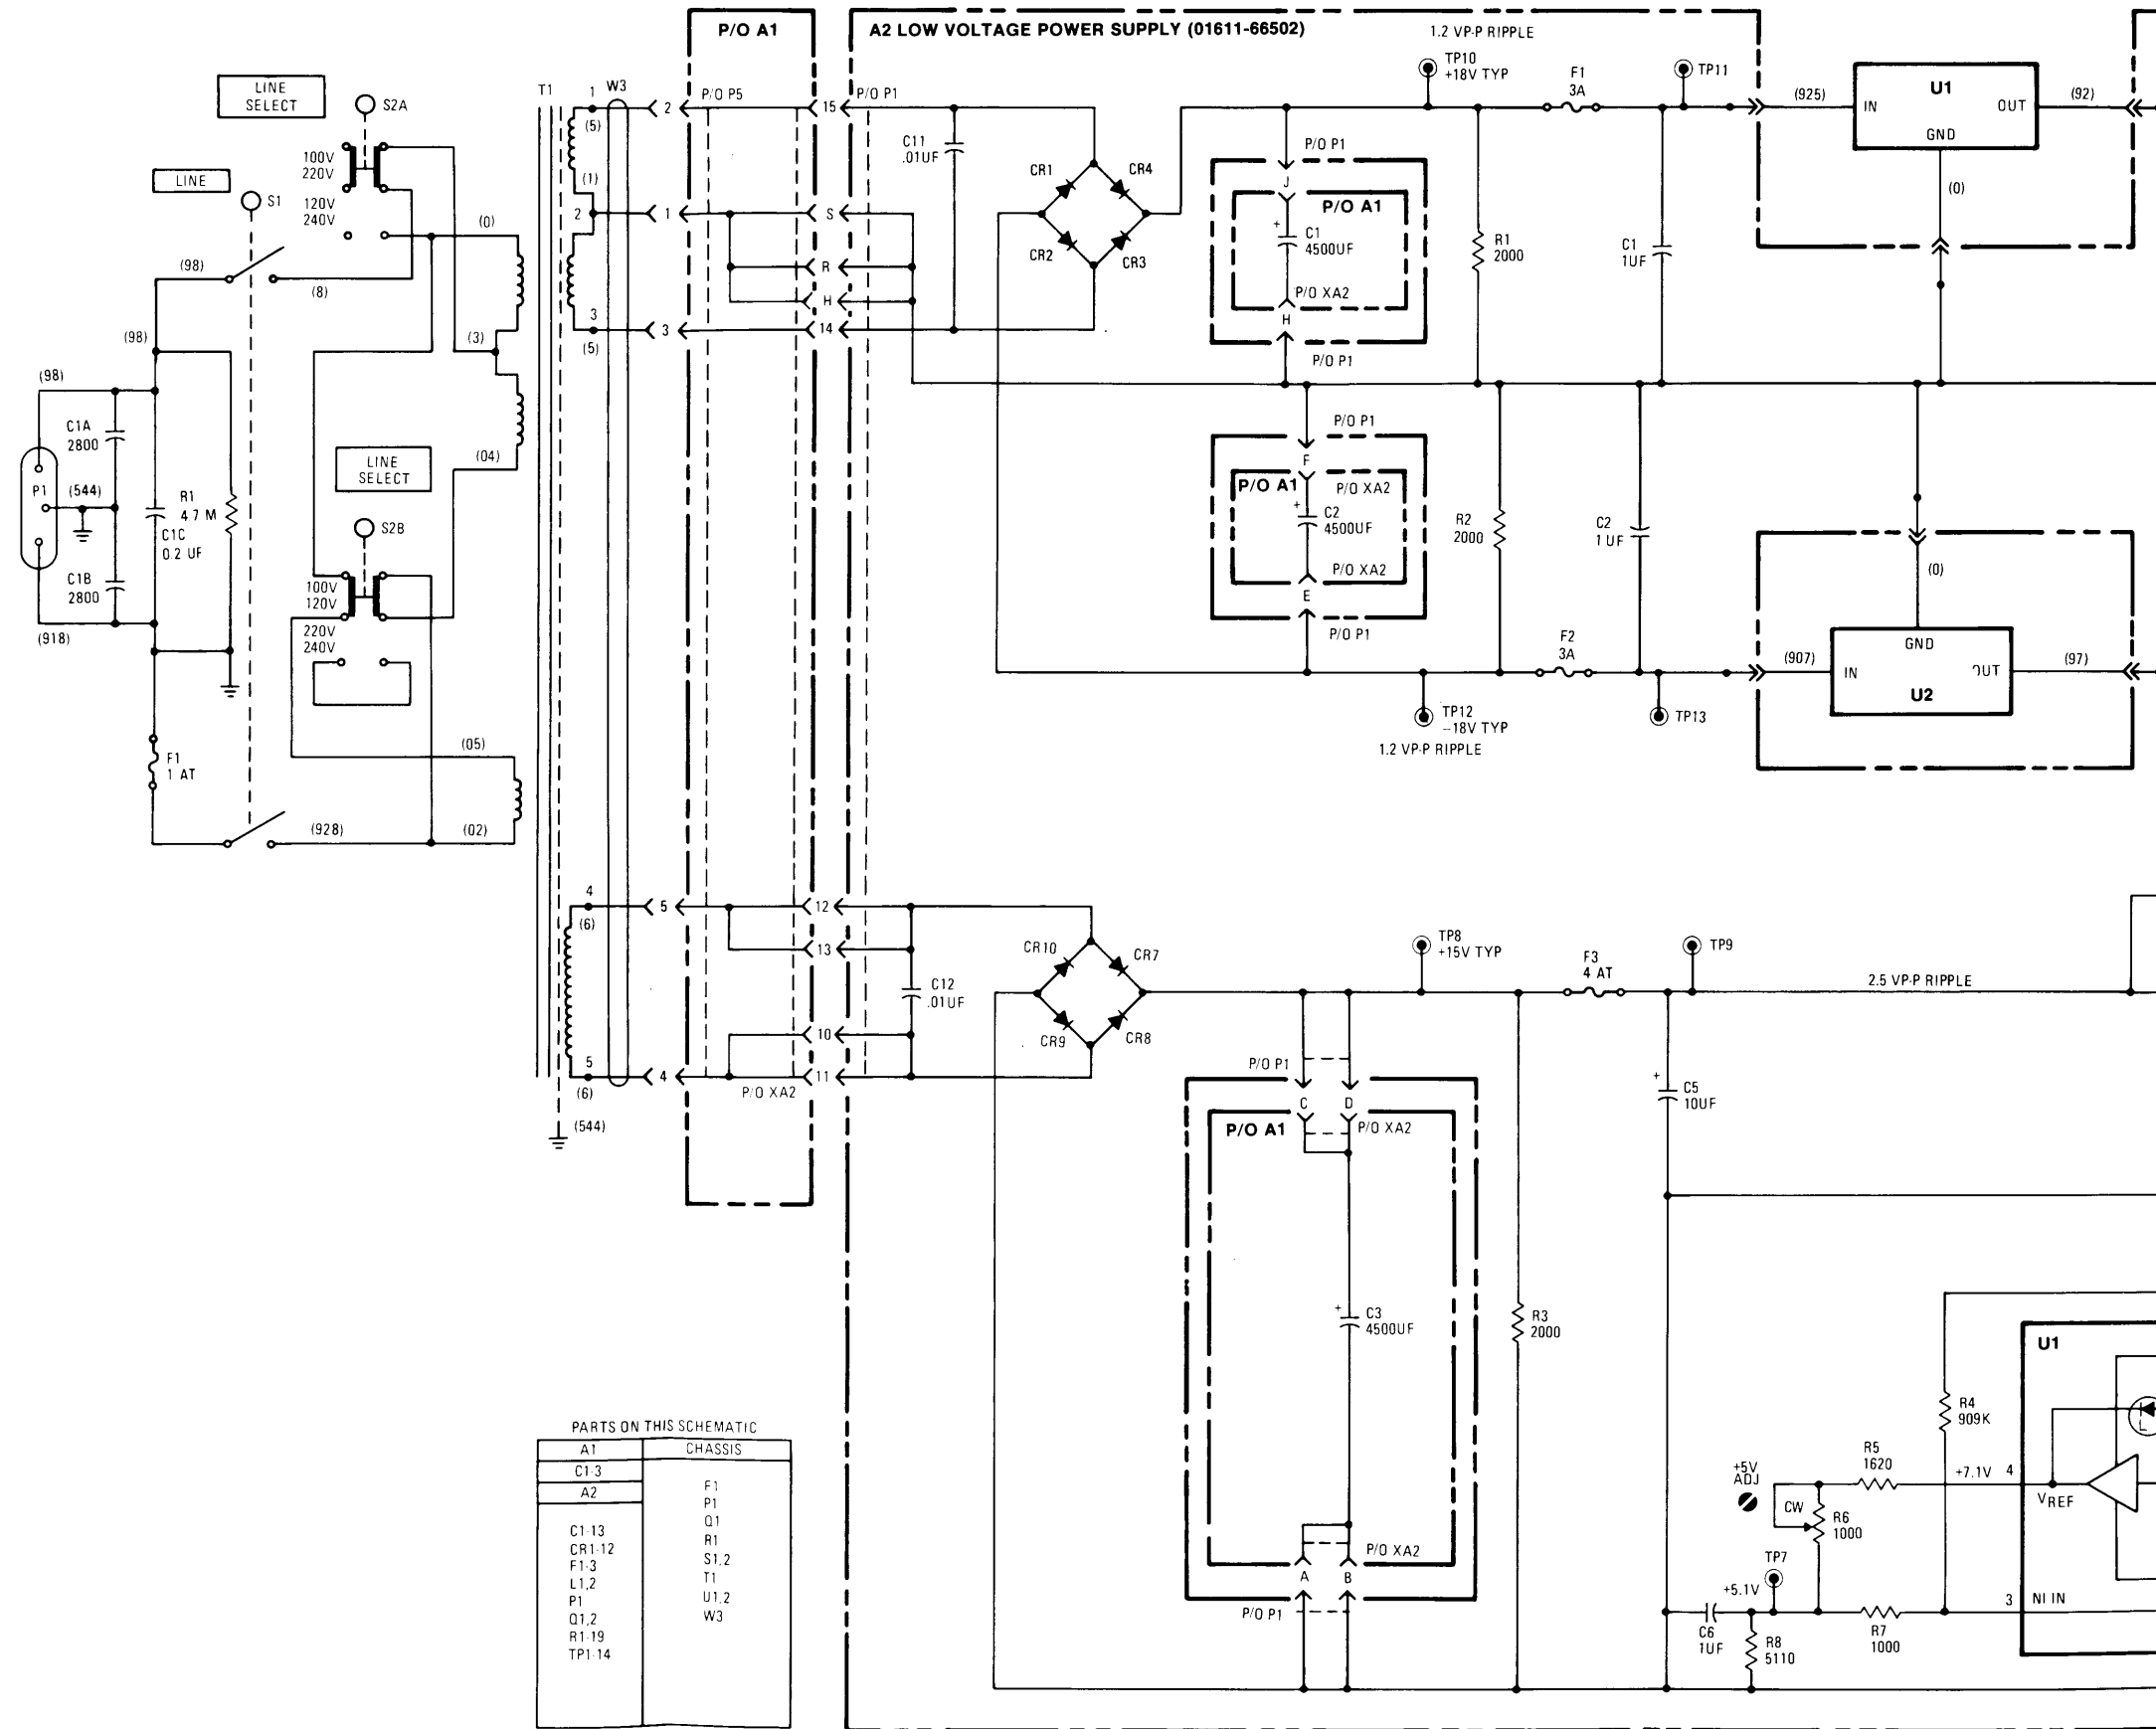 P/O A1
A2 LOW VOLTAGE POWER SUPPLY (01611-66502)
1.2 VP-P RIPPLE
TP10
+18V TYP
F1
3A
TP11
(925)
IN
U1
OUT
GND
(92)
(0)
LINE
SELECT
S2A
100V
220V
120V
240V
LINE
S1
(98)
(8)
(0)
(3)
(98)
(98)
(04)
T1
W3
1
(5)
(1)
2
3
(5)
2
1
3
P/O P5
15
S
R
H
14
P/O P1
C11
.01UF
CR1
CR4
CR2
CR3
P/O P1
J
P/O A1
+
C1
4500UF
P/O XA2
H
P/O P1
R1
2000
C1
1UF
P1
C1A
2800
(544)
C1B
2800
(918)
R1
4.7 M
C1C
0.2 UF
LINE
SELECT
S2B
100V
120V
220V
240V
F1
1 AT
(928)
(05)
(02)
P/O P1
F
P/O A1
P/O XA2
+
C2
4500UF
P/O XA2
E
P/O P1
R2
2000
C2
1 UF
F2
3A
TP12
-18V TYP
1.2 VP-P RIPPLE
TP13
(0)
(907)
GND
IN
OUT
U2
(97)
4
(6)
5
(6)
5
4
12
13
10
11
P/O XA2
(544)
C12
.01UF
CR10
CR7
CR9
CR8
TP8
+15V TYP
F3
4 AT
TP9
2.5 VP-P RIPPLE
P/O P1
C
D
P/O A1
P/O XA2
+
C3
4500UF
P/O XA2
A
B
P/O P1
R3
2000
+
C5
10UF
R4
909K
U1
R5
1620
+7.1V
4
VREF
+5V
ADJ
CW
R6
1000
TP7
+5.1V
3
NI IN
C6
1UF
R8
5110
R7
1000
PARTS ON THIS SCHEMATIC
A1
CHASSIS
C1-3
A2
C1-13
CR1-12
F1-3
L1,2
P1
Q1,2
R1-19
TP1-14
F1
P1
Q1
R1
S1,2
T1
U1,2
W3